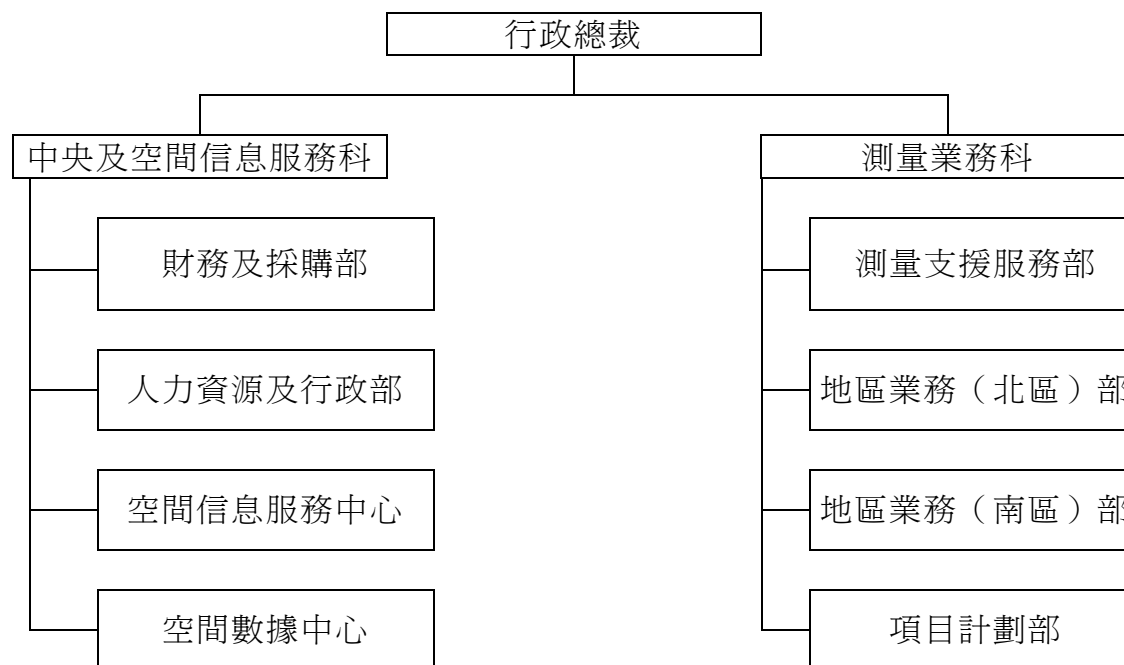 行政總裁
中央及空間信息服務科
測量業務科
財務及採購部
測量支援服務部
人力資源及行政部
地區業務（北區）部
空間信息服務中心
地區業務（南區）部
空間數據中心
項目計劃部